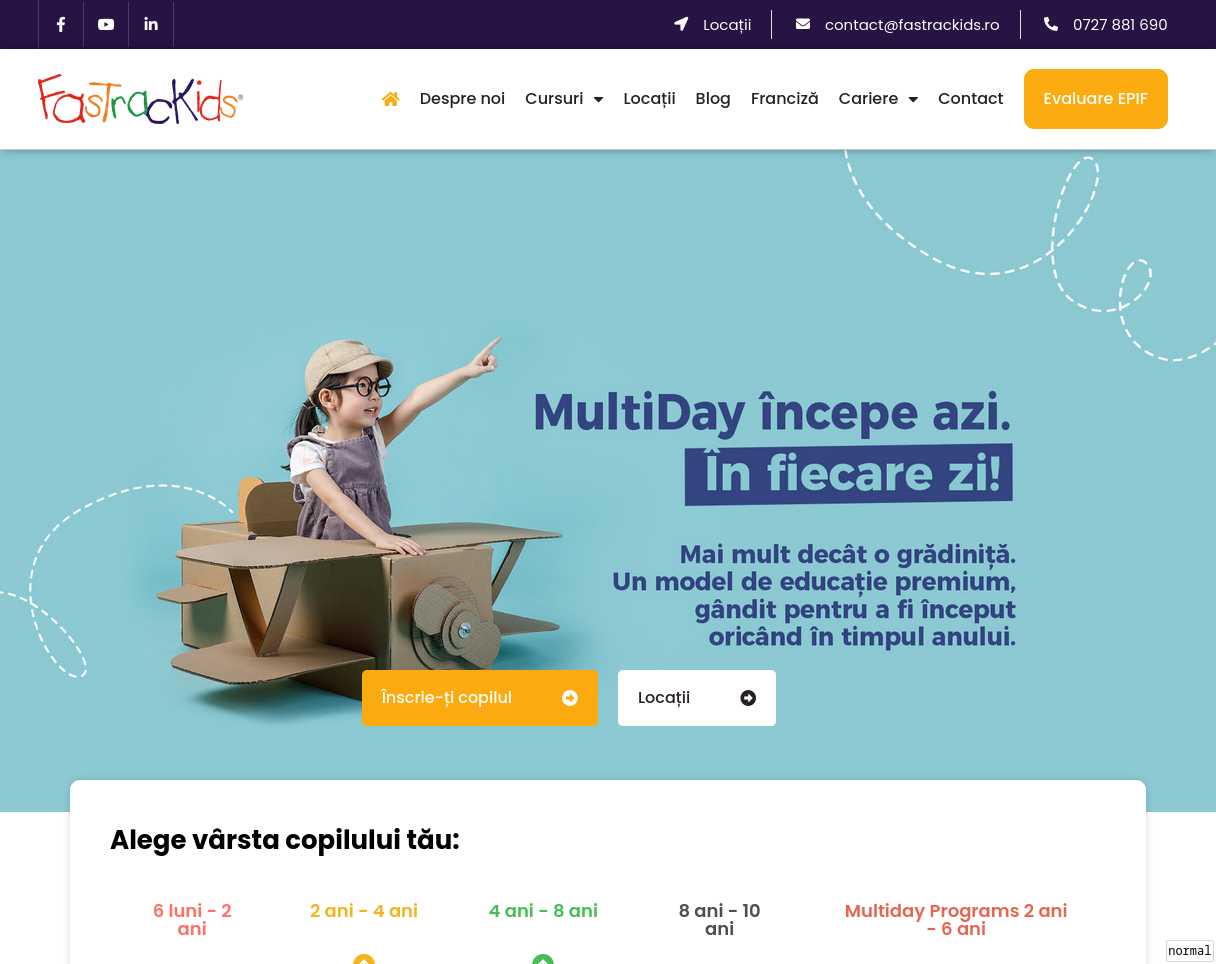 Locații
contact@fastrackids.ro
0727 881 690
FasTracKids®
Despre noi
Cursuri
Locații
Blog
Franciză
Cariere
Contact
Evaluare EPIF
MultiDay începe azi.
În fiecare zi!
Mai mult decât o grădiniță.
Un model de educație premium,
gândit pentru a fi început
oricând în timpul anului.
Înscrie-ți copilul
Locații
Alege vârsta copilului tău:
6 luni - 2
ani
2 ani - 4 ani
4 ani - 8 ani
8 ani - 10
ani
Multiday Programs 2 ani
- 6 ani
normal